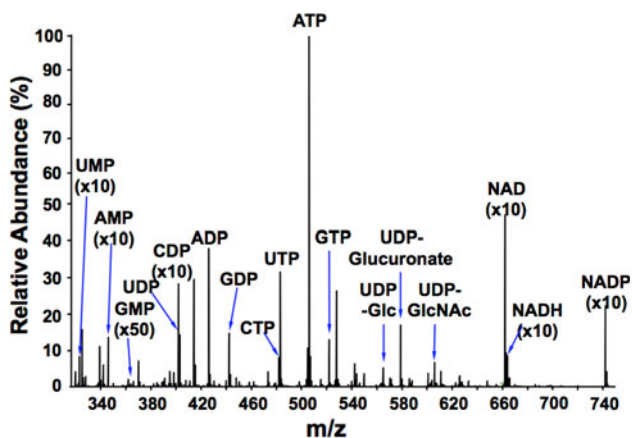 ATP
100
90
80
70
60
50
40
30
20
10
0
Relative Abundance (%)
UMP
(x10)
AMP
(x10)
UDP
GMP
(x50)
CDP
(x10)
ADP
GDP
CTP
UTP
GTP
UDP
-Glc
UDP-
Glucuronate
UDP-
GlcNAc
NAD
(x10)
NADH
(x10)
NADP
(x10)
340 380 420 460 500 540 580 620 660 700 740
m/z